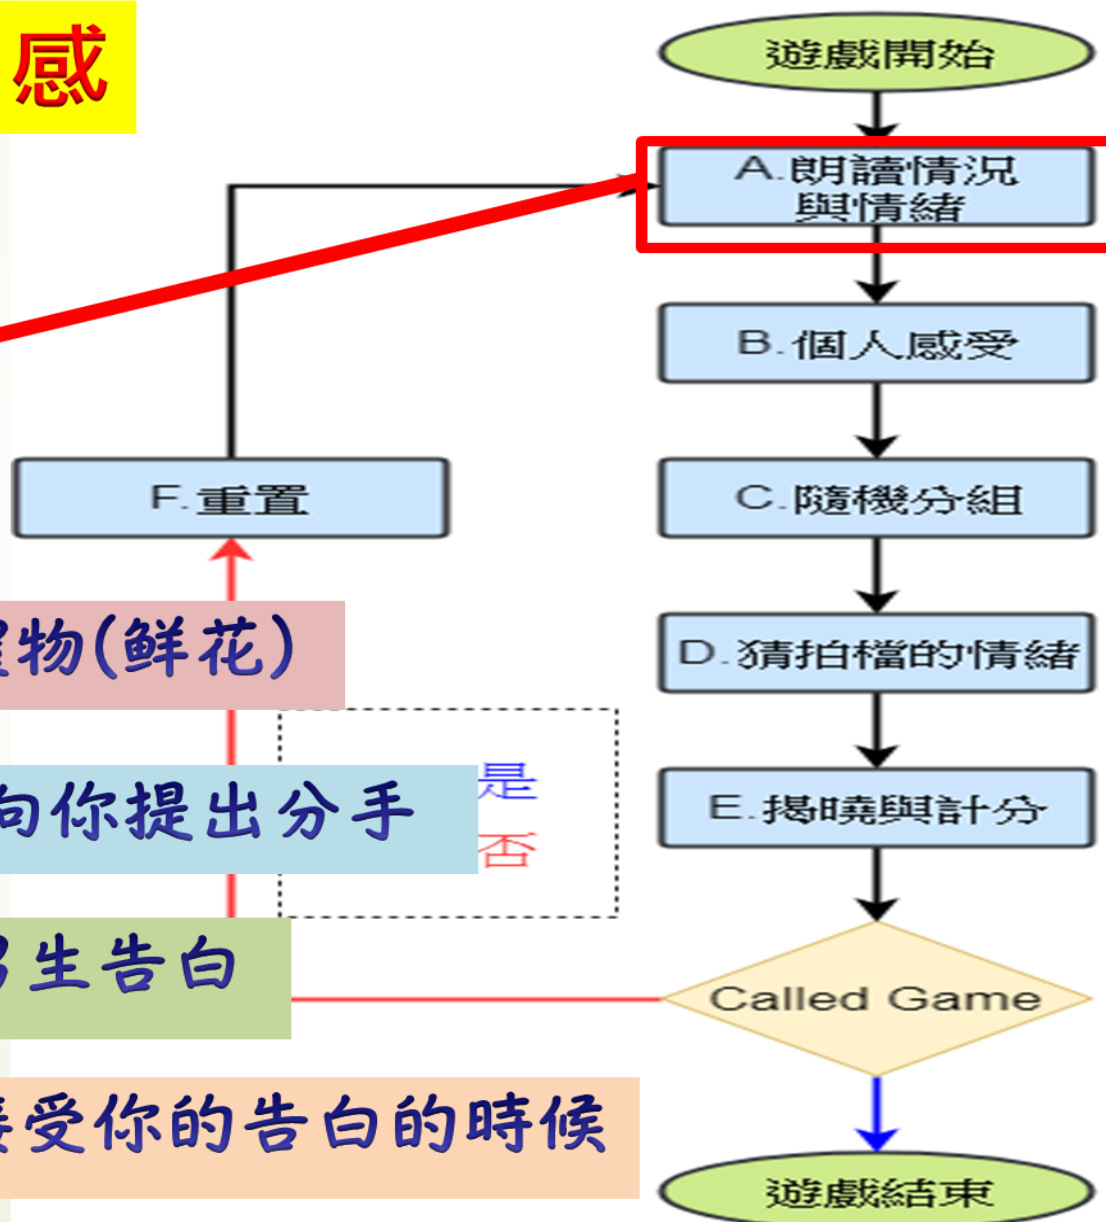 感
遊戲開始
A.朗讀情況
與情緒
B.個人感受
F.重置
C.隨機分組
物(鲜花)
D.猜拍檔的情緒
是
向你提出分手
否
E.揭曉與計分
生告白
Called Game
受你的告白的時候
遊戲結束